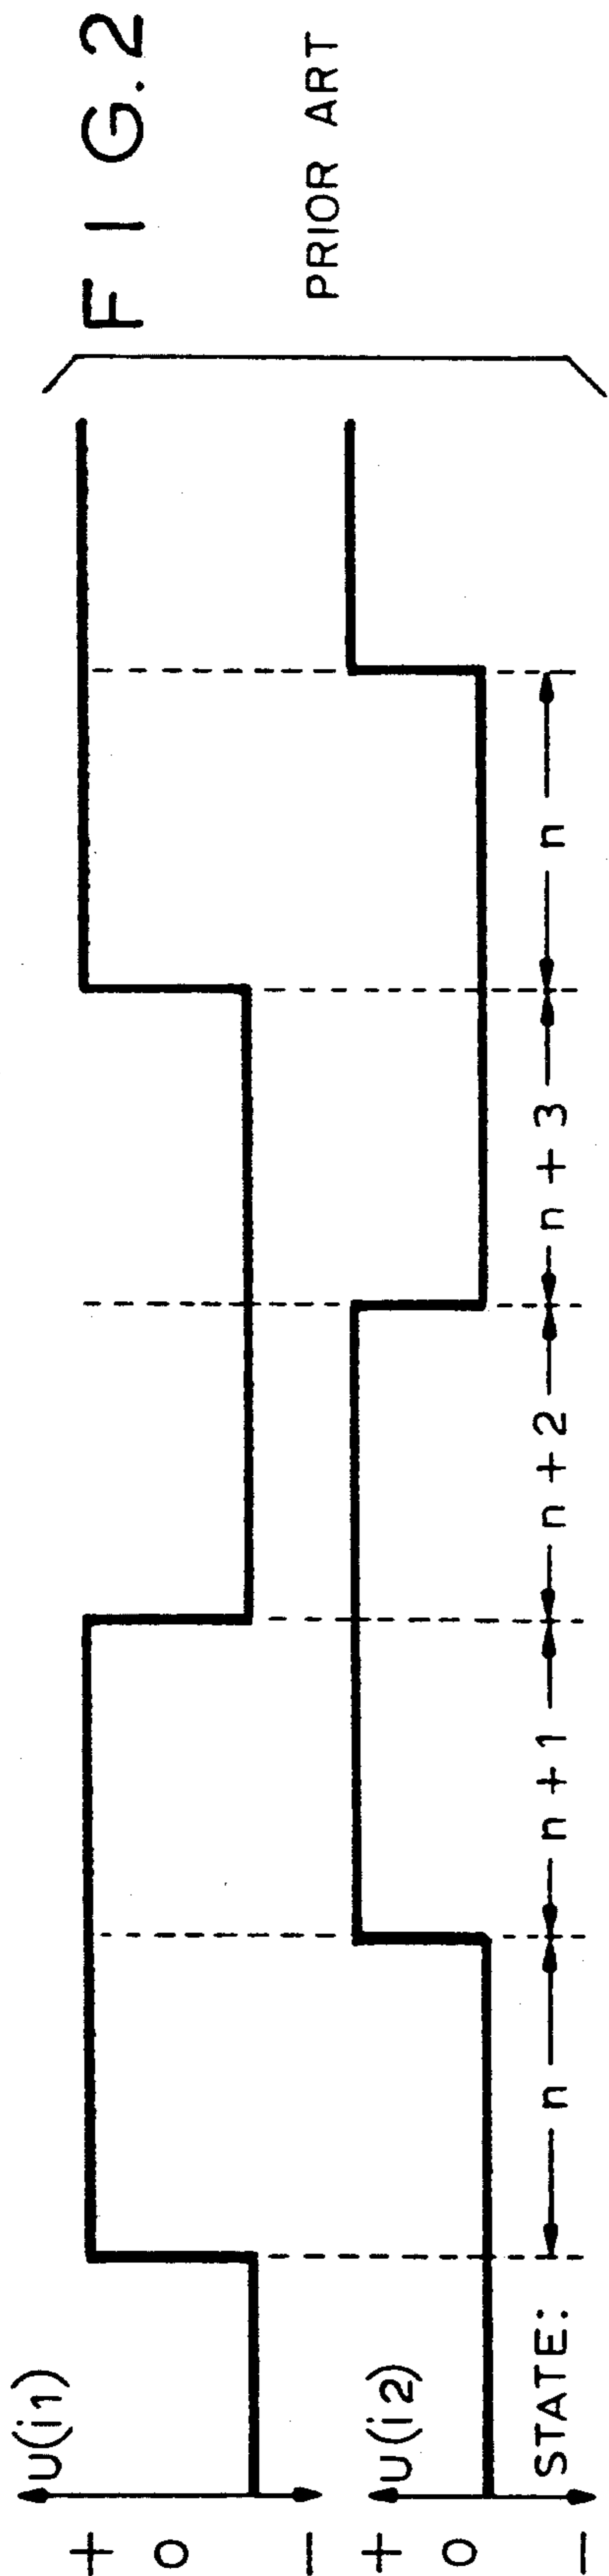 FIG.2
PRIOR ART
U(i1)
+
0
−
U(i2)
+
0
−
STATE: n n+1 n+2 n+3 n